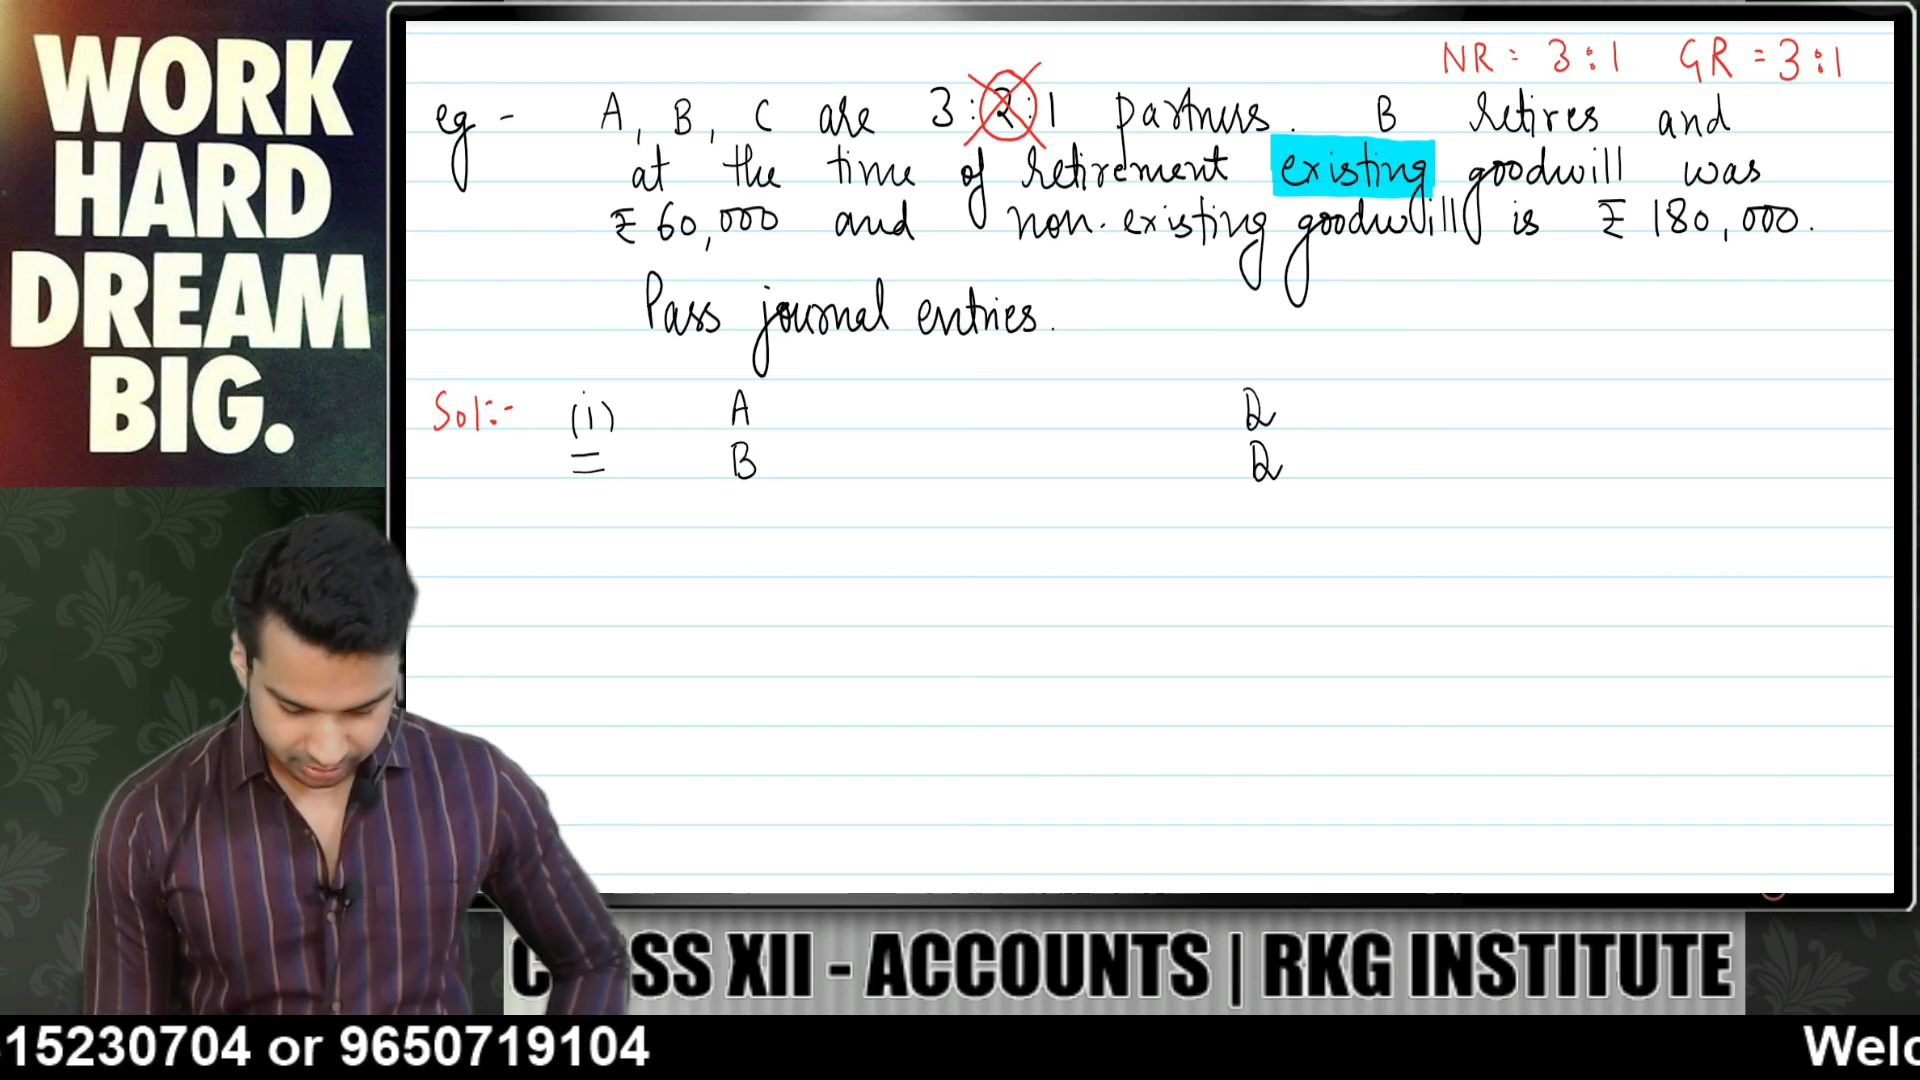 WORK
HARD
DREAM
BIG.
NR = 3:1 GR = 3:1
eg - A, B, C are 3:2:1 partners. B retires and
at the time of retirement existing goodwill was
₹ 60,000 and non-existing goodwill is ₹ 180,000.
Pass journal entries.
Sol:- (i) A Dr
B Dr
SS XII - ACCOUNTS | RKG INSTITUTE
15230704 or 9650719104
Welc